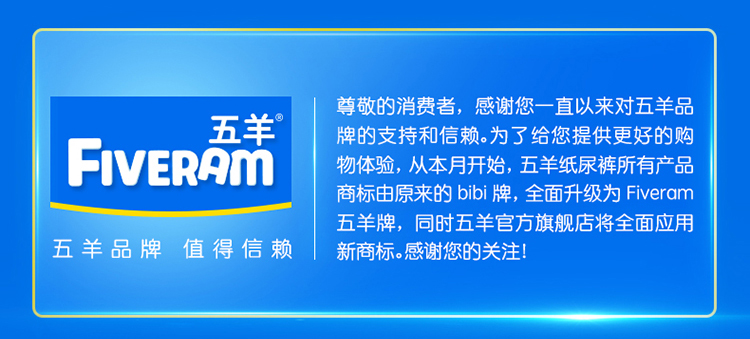 五羊®
FIVERAM
五羊品牌 值得信赖
尊敬的消费者，感谢您一直以来对五羊品
牌的支持和信赖。为了给您提供更好的购
物体验，从本月开始，五羊纸尿裤所有产品
商标由原来的 bibi 牌，全面升级为 Fiveram
五羊牌，同时五羊官方旗舰店将全面应用
新商标。感谢您的关注！